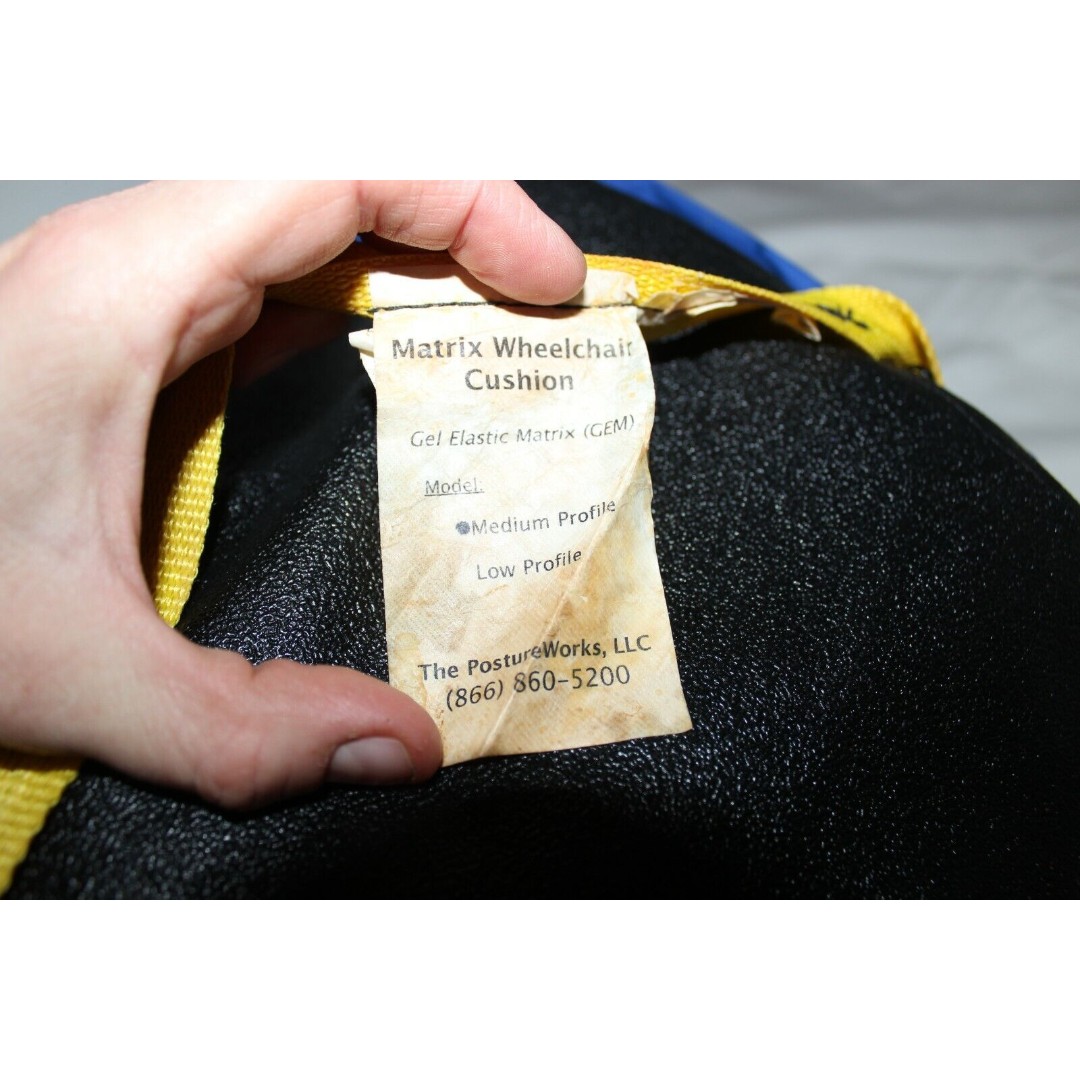 Matrix Wheelchair
Cushion
Gel Elastic Matrix (GEM)
Model:
Medium Profile
Low Profile
The PostureWorks, LLC
(866) 860-5200